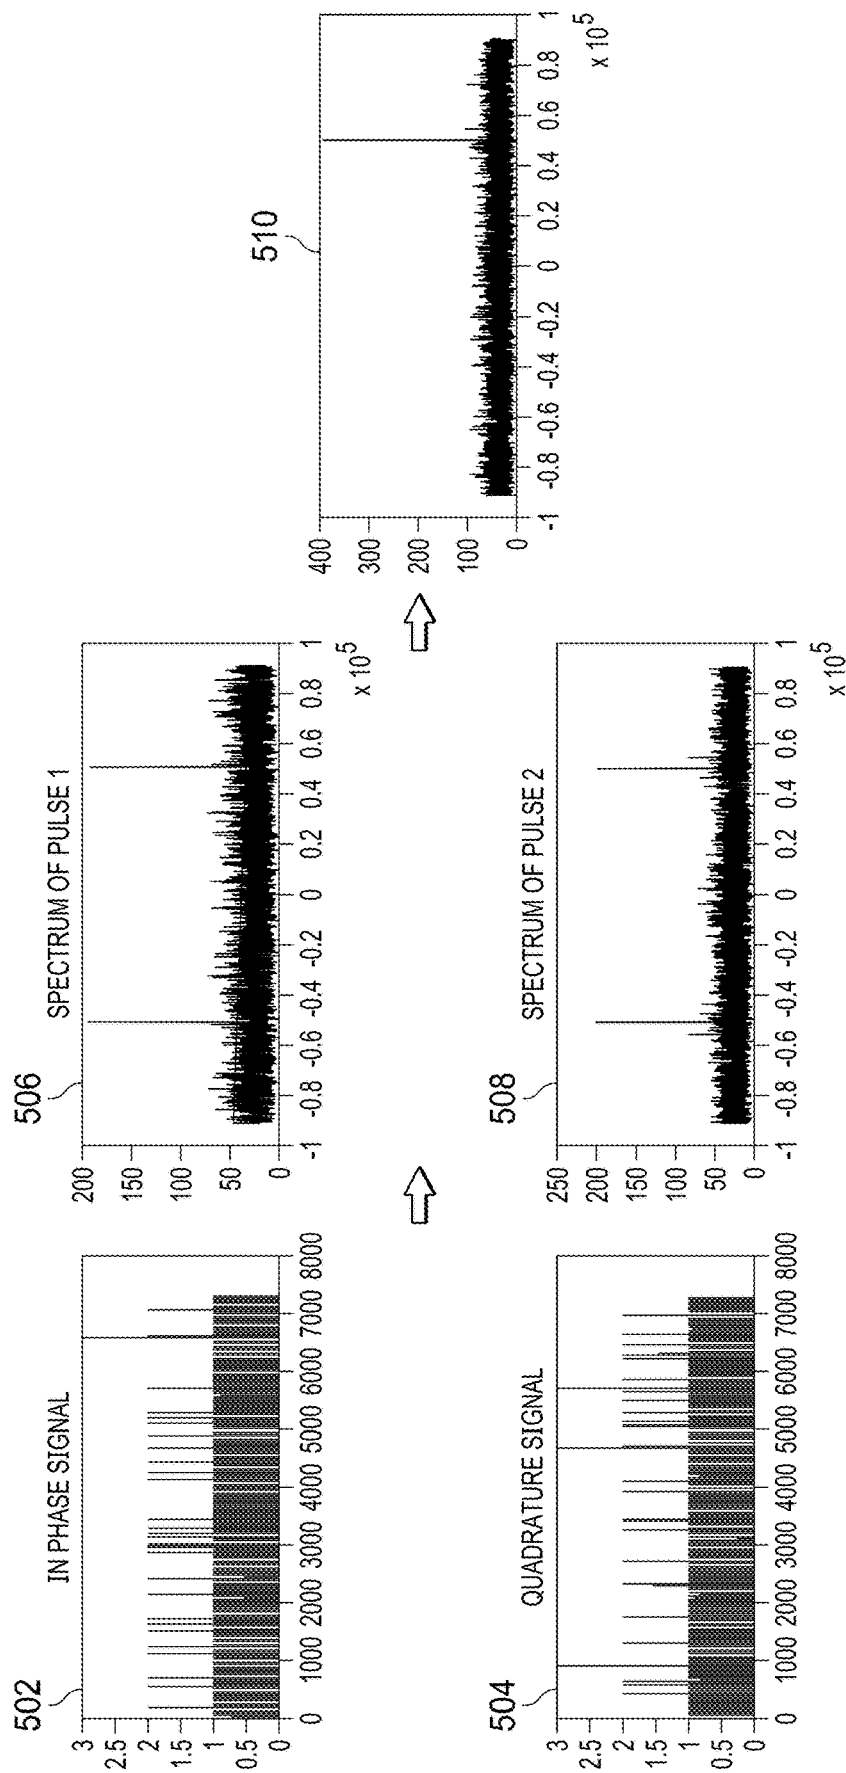 502
IN PHASE SIGNAL
3
2.5
2
1.5
1
0.5
0
0 1000 2000 3000 4000 5000 6000 7000 8000
504
QUADRATURE SIGNAL
3
2.5
2
1.5
1
0.5
0
0 1000 2000 3000 4000 5000 6000 7000 8000
506
SPECTRUM OF PULSE 1
200
150
100
50
0
-1 -0.8 -0.6 -0.4 -0.2 0 0.2 0.4 0.6 0.8 1
x 10^5
508
SPECTRUM OF PULSE 2
250
200
150
100
50
0
-1 -0.8 -0.6 -0.4 -0.2 0 0.2 0.4 0.6 0.8 1
x 10^5
510
400
300
200
100
0
-1 -0.8 -0.6 -0.4 -0.2 0 0.2 0.4 0.6 0.8 1
x 10^5